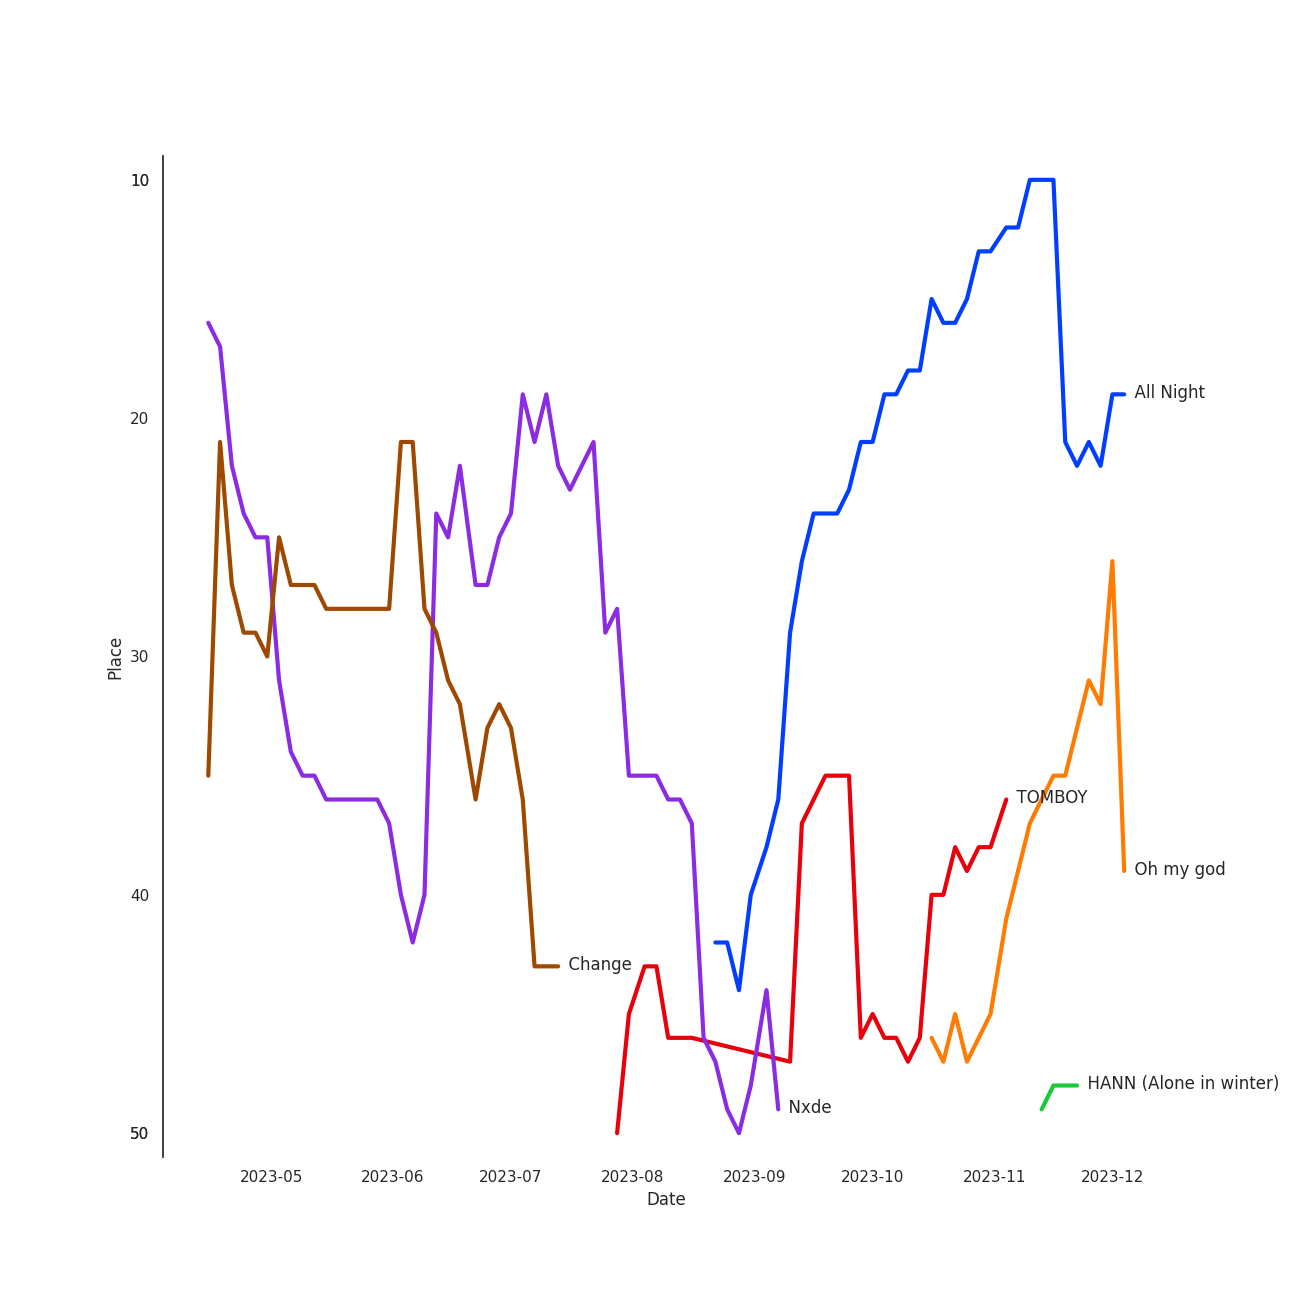 10
20
30
40
50
Place
All Night
TOMBOY
Oh my god
Change
HANN (Alone in winter)
Nxde
2023-05 2023-06 2023-07 2023-08 2023-09 2023-10 2023-11 2023-12
Date